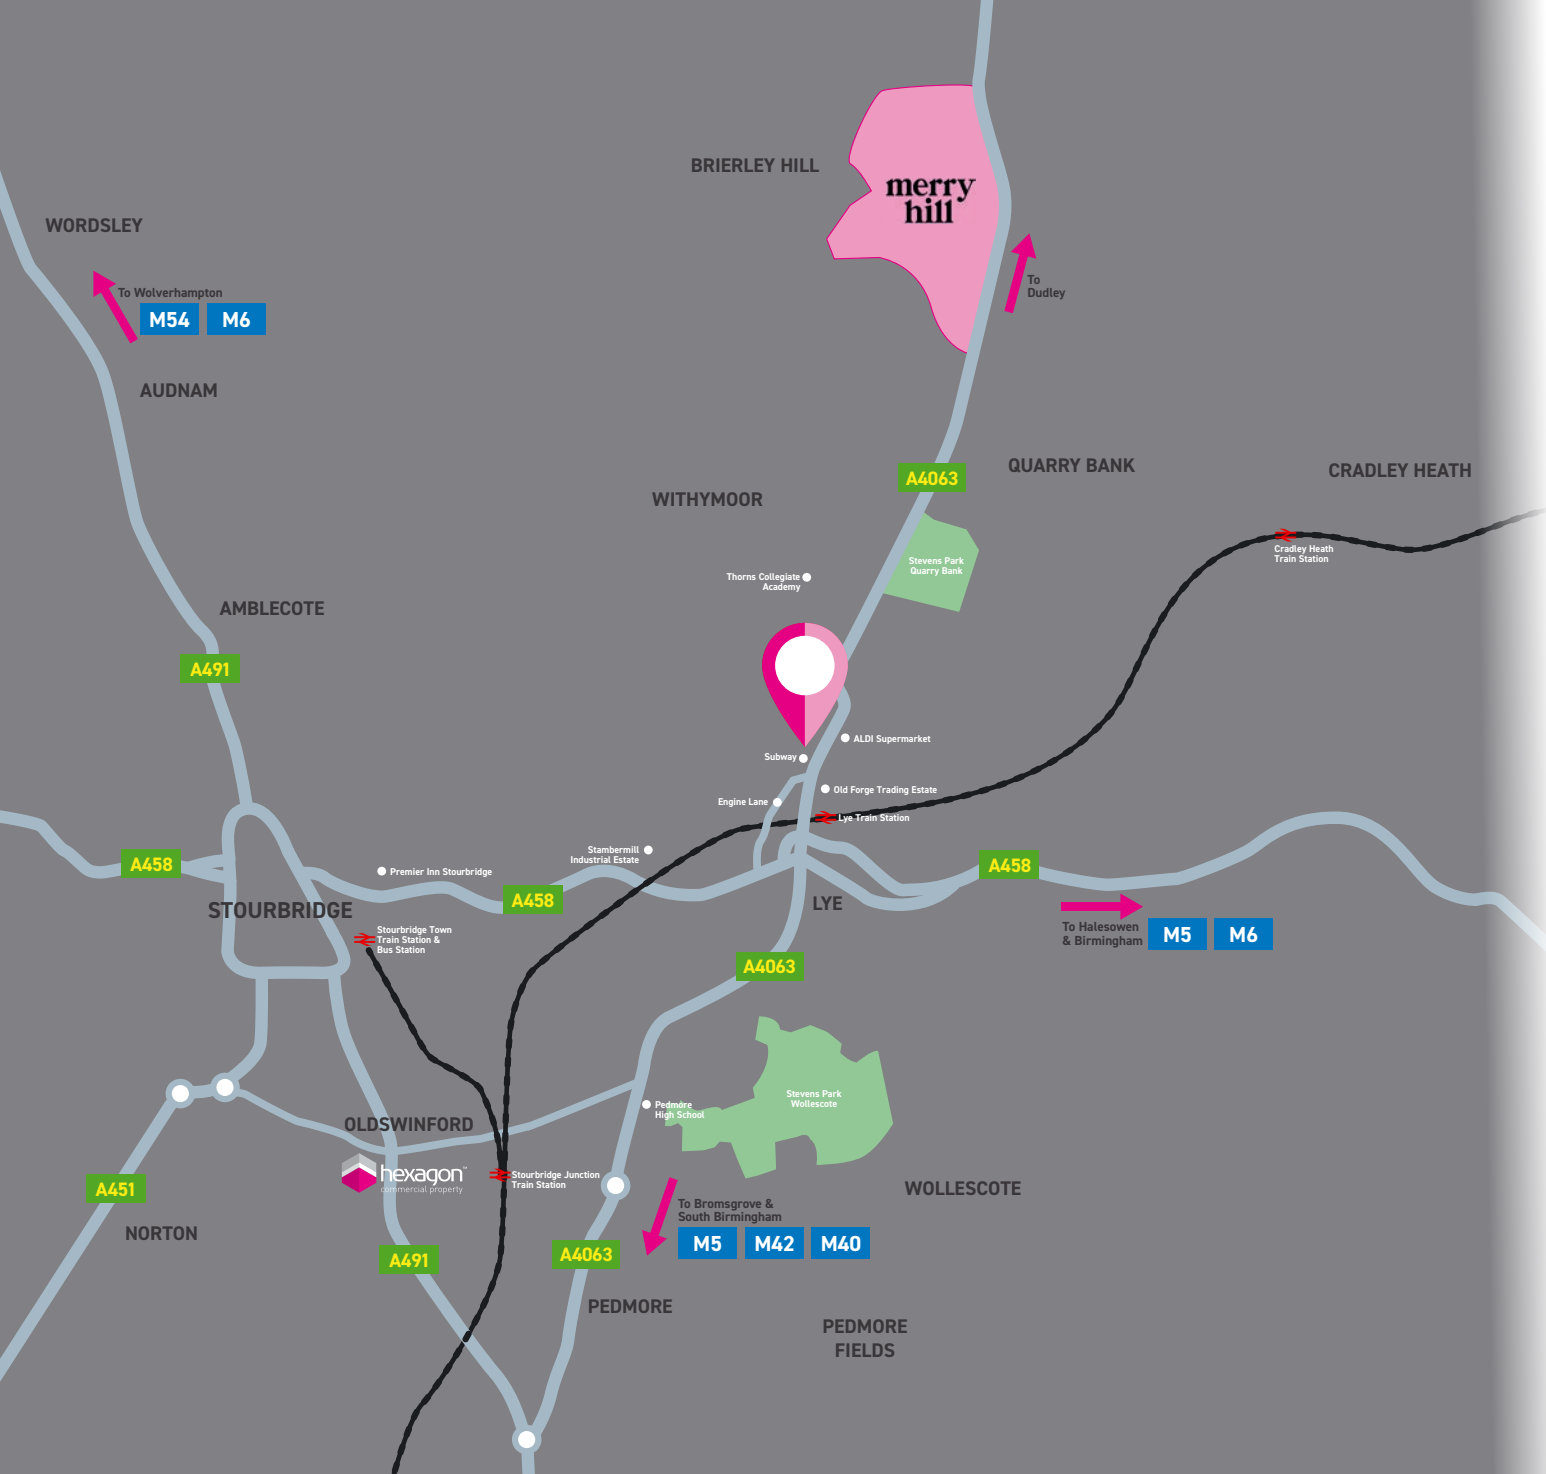 BRIERLEY HILL
merry
hill
WORDSLEY
To Wolverhampton
M54 M6
To
Dudley
AUDNAM
A4063
QUARRY BANK
CRADLEY HEATH
WITHYMOOR
Cradley Heath
Train Station
Stevens Park
Quarry Bank
Thorns Collegiate
Academy
AMBLECOTE
A491
ALDI Supermarket
Subway
Old Forge Trading Estate
Engine Lane
Lye Train Station
Stambermill
Industrial Estate
A458
Premier Inn Stourbridge
A458
A458
LYE
STOURBRIDGE
Stourbridge Town
Train Station &
Bus Station
To Halesowen
& Birmingham
M5 M6
A4063
Stevens Park
Wollescote
Pedmore
High School
OLDSWINFORD
hexagon™
commercial property
Stourbridge Junction
Train Station
A451
WOLLESCOTE
To Bromsgrove &
South Birmingham
M5 M42 M40
NORTON
A491
A4063
PEDMORE
PEDMORE
FIELDS